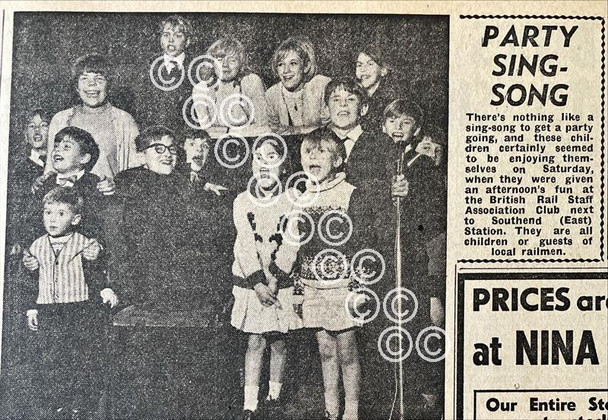 PARTY
SING-
SONG
There's nothing like a
sing-song to get a party
going, and these chil-
dren certainly seemed
to be enjoying them-
selves on Saturday,
when they were given
an afternoon's fun at
the British Rail Staff
Association Club next
to Southend (East)
Station. They are all
children or guests of
local railmen.
PRICES are
at NINA
Our Entire Sto